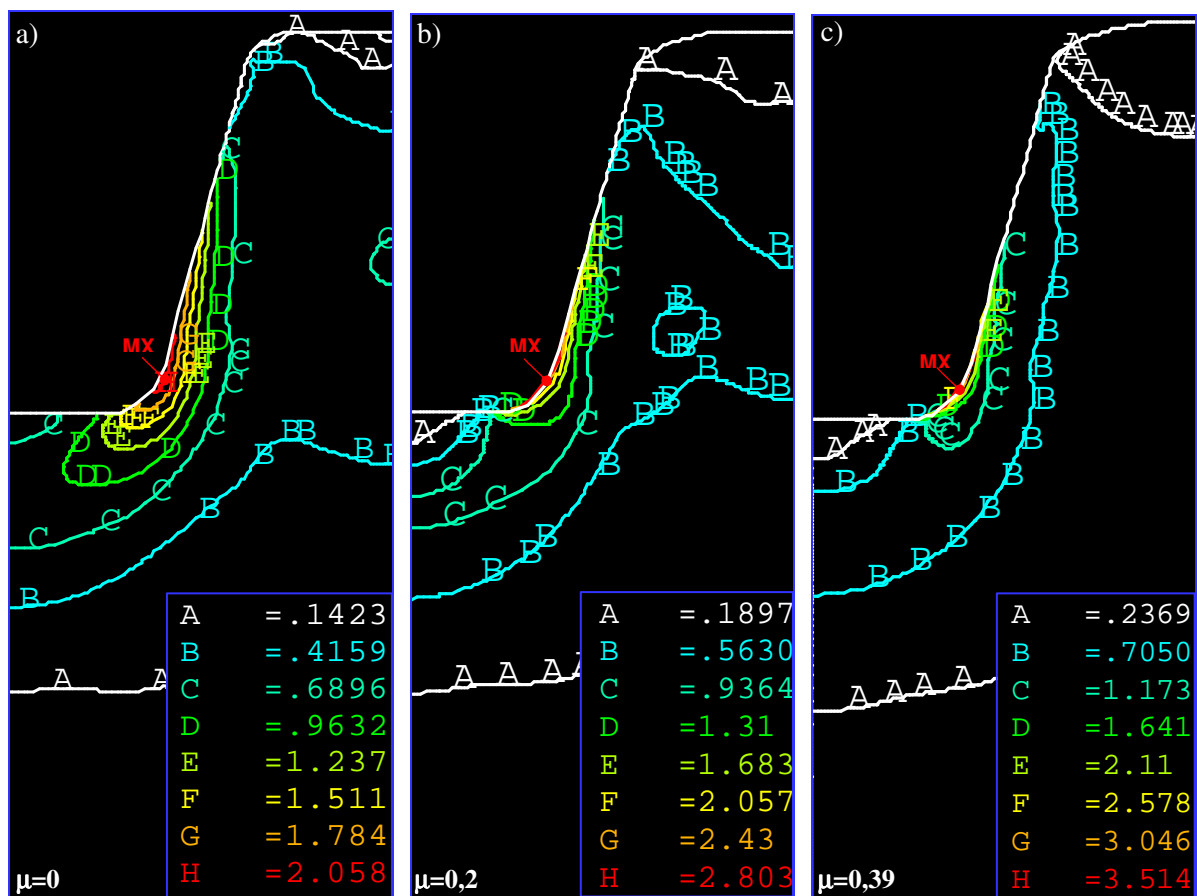 a)
MX
A =.1423
B =.4159
C =.6896
D =.9632
E =1.237
F =1.511
G =1.784
H =2.058
μ=0
b)
MX
A =.1897
B =.5630
C =.9364
D =1.31
E =1.683
F =2.057
G =2.43
H =2.803
μ=0,2
c)
MX
A =.2369
B =.7050
C =1.173
D =1.641
E =2.11
F =2.578
G =3.046
H =3.514
μ=0,39